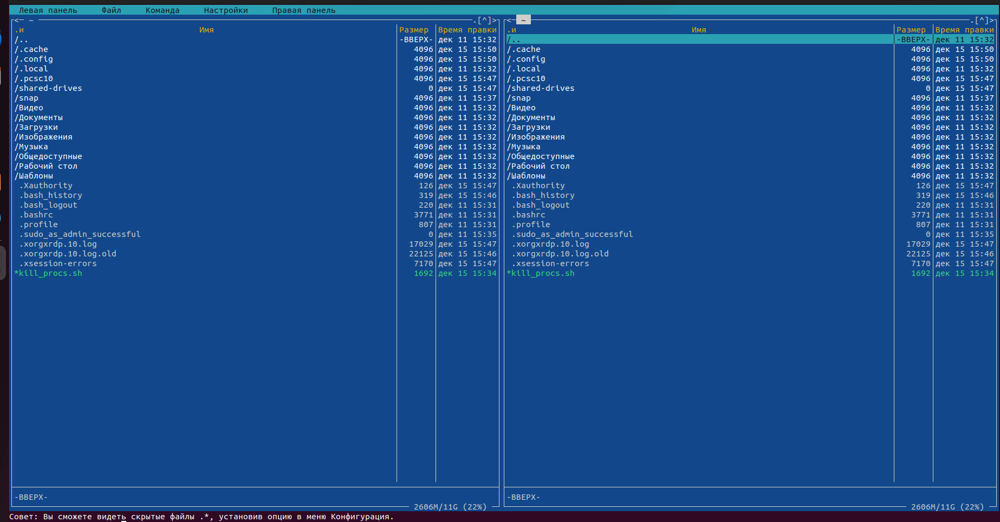 Левая панель Файл Команда Настройки Правая панель
<─ ~ .[^]> <─ ~ .[^]>
.и Имя Размер Время правки .и Имя Размер Время правки
/.. -ВВЕРХ- дек 11 15:32 /.. -ВВЕРХ- дек 11 15:32
/.cache 4096 дек 15 15:50 /.cache 4096 дек 15 15:50
/.config 4096 дек 15 15:50 /.config 4096 дек 15 15:50
/.local 4096 дек 11 15:32 /.local 4096 дек 11 15:32
/.pcsc10 4096 дек 15 15:47 /.pcsc10 4096 дек 15 15:47
/shared-drives 0 дек 15 15:47 /shared-drives 0 дек 15 15:47
/snap 4096 дек 11 15:37 /snap 4096 дек 11 15:37
/Видео 4096 дек 11 15:32 /Видео 4096 дек 11 15:32
/Документы 4096 дек 11 15:32 /Документы 4096 дек 11 15:32
/Загрузки 4096 дек 11 15:32 /Загрузки 4096 дек 11 15:32
/Изображения 4096 дек 11 15:32 /Изображения 4096 дек 11 15:32
/Музыка 4096 дек 11 15:32 /Музыка 4096 дек 11 15:32
/Общедоступные 4096 дек 11 15:32 /Общедоступные 4096 дек 11 15:32
/Рабочий стол 4096 дек 11 15:32 /Рабочий стол 4096 дек 11 15:32
/Шаблоны 4096 дек 11 15:32 /Шаблоны 4096 дек 11 15:32
.Xauthority 126 дек 15 15:47 .Xauthority 126 дек 15 15:47
.bash_history 319 дек 15 15:46 .bash_history 319 дек 15 15:46
.bash_logout 220 дек 11 15:31 .bash_logout 220 дек 11 15:31
.bashrc 3771 дек 11 15:31 .bashrc 3771 дек 11 15:31
.profile 807 дек 11 15:31 .profile 807 дек 11 15:31
.sudo_as_admin_successful 0 дек 11 15:35 .sudo_as_admin_successful 0 дек 11 15:35
.xorgxrdp.10.log 17029 дек 15 15:47 .xorgxrdp.10.log 17029 дек 15 15:47
.xorgxrdp.10.log.old 22125 дек 15 15:46 .xorgxrdp.10.log.old 22125 дек 15 15:46
.xsession-errors 7170 дек 15 15:47 .xsession-errors 7170 дек 15 15:47
*kill_procs.sh 1692 дек 15 15:34 *kill_procs.sh 1692 дек 15 15:34
-ВВЕРХ- -ВВЕРХ-
2606M/11G (22%) 2606M/11G (22%)
Совет: Вы сможете видеть скрытые файлы .*, установив опцию в меню Конфигурация.